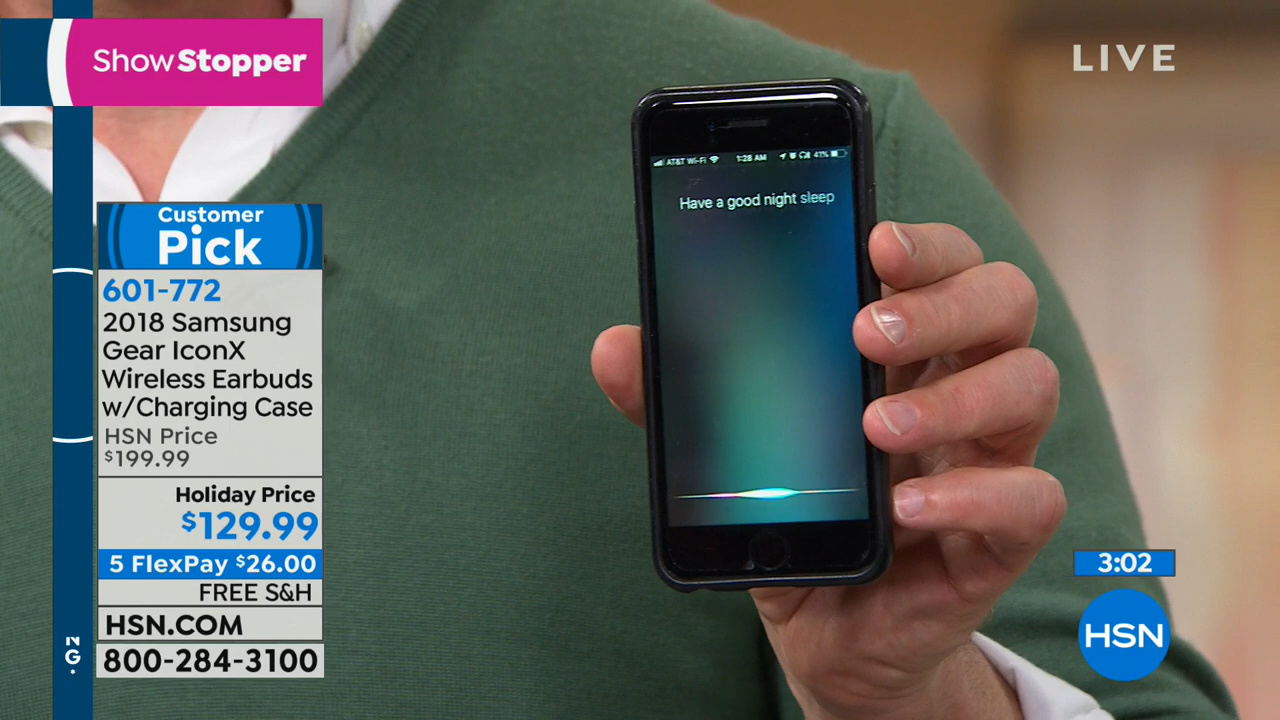 ShowStopper
LIVE
AT&T Wi-Fi 1:28 AM 41%
Have a good night sleep
Customer
Pick
601-772
2018 Samsung
Gear IconX
Wireless Earbuds
w/Charging Case
HSN Price
$199.99
Holiday Price
$129.99
5 FlexPay $26.00
FREE S&H
HSN.COM
800-284-3100
3:02
HSN